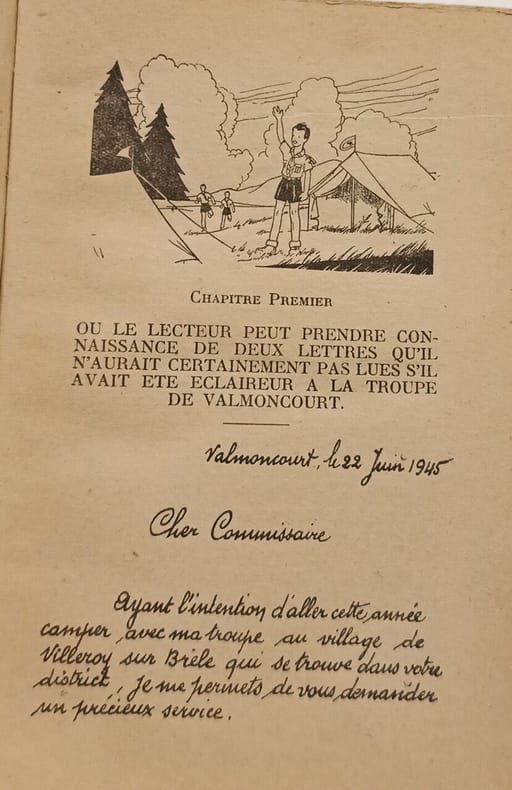 CHAPITRE PREMIER
OU LE LECTEUR PEUT PRENDRE CON-
NAISSANCE DE DEUX LETTRES QU'IL
N'AURAIT CERTAINEMENT PAS LUES S'IL
AVAIT ETE ECLAIREUR A LA TROUPE
DE VALMONCOURT.
Valmoncourt, le 22 Juin 1945
Cher Commissaire
Ayant l'intention d'aller cette année
camper avec ma troupe au village de
Villeroy sur Brèle qui se trouve dans votre
district, je me permets de vous demander
un précieux service.